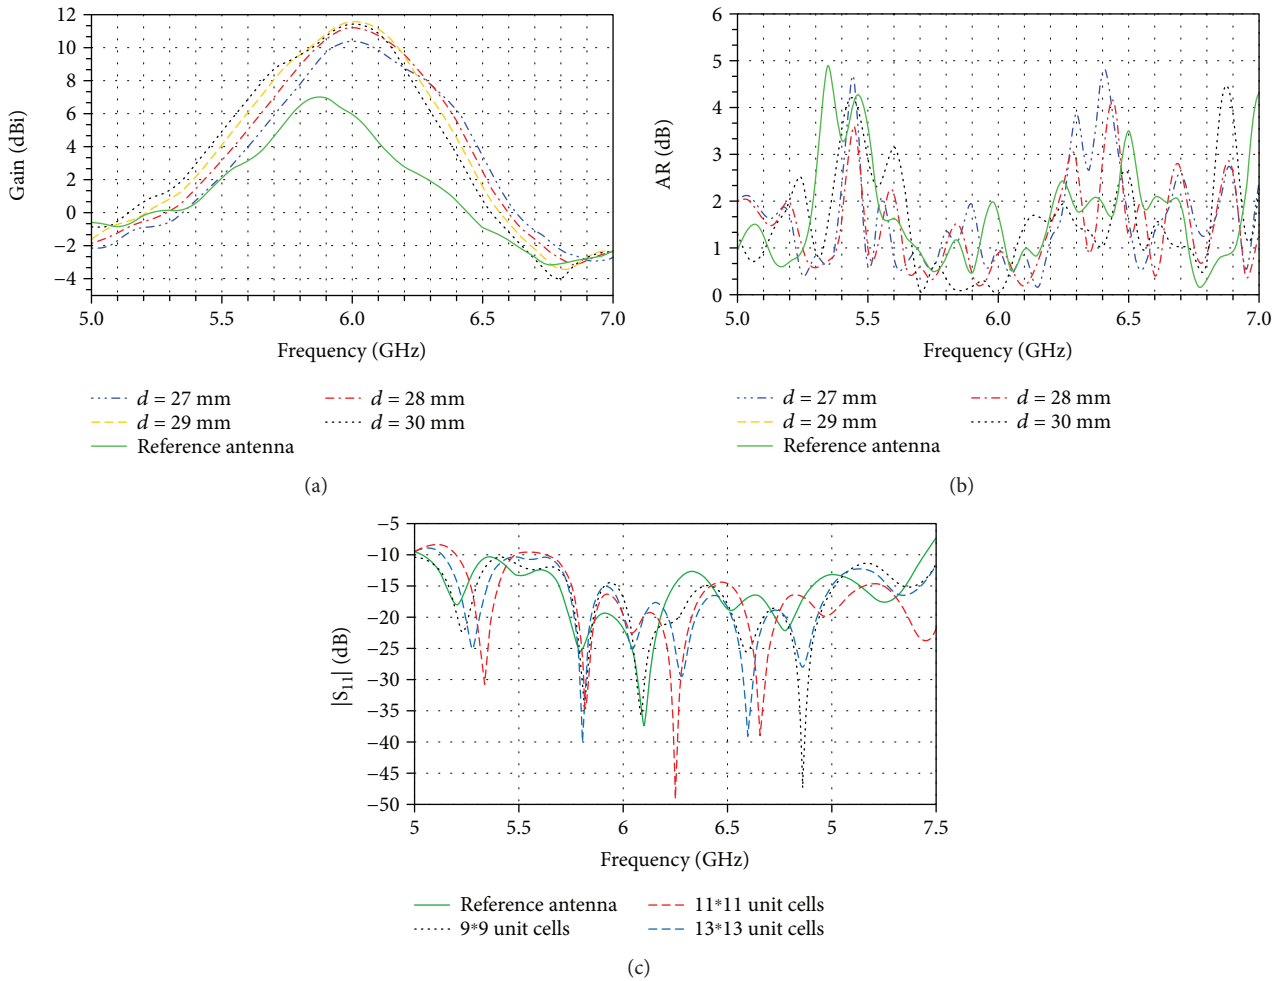 12
10
8
6
4
2
0
−2
−4
Gain (dBi)
5.0 5.5 6.0 6.5 7.0
Frequency (GHz)
d = 27 mm d = 28 mm
d = 29 mm d = 30 mm
Reference antenna
(a)
6
5
4
3
2
1
0
AR (dB)
5.0 5.5 6.0 6.5 7.0
Frequency (GHz)
d = 27 mm d = 28 mm
d = 29 mm d = 30 mm
Reference antenna
(b)
−5
−10
−15
−20
−25
−30
−35
−40
−45
−50
|S11| (dB)
5 5.5 6 6.5 5 7.5
Frequency (GHz)
Reference antenna 11*11 unit cells
9*9 unit cells 13*13 unit cells
(c)